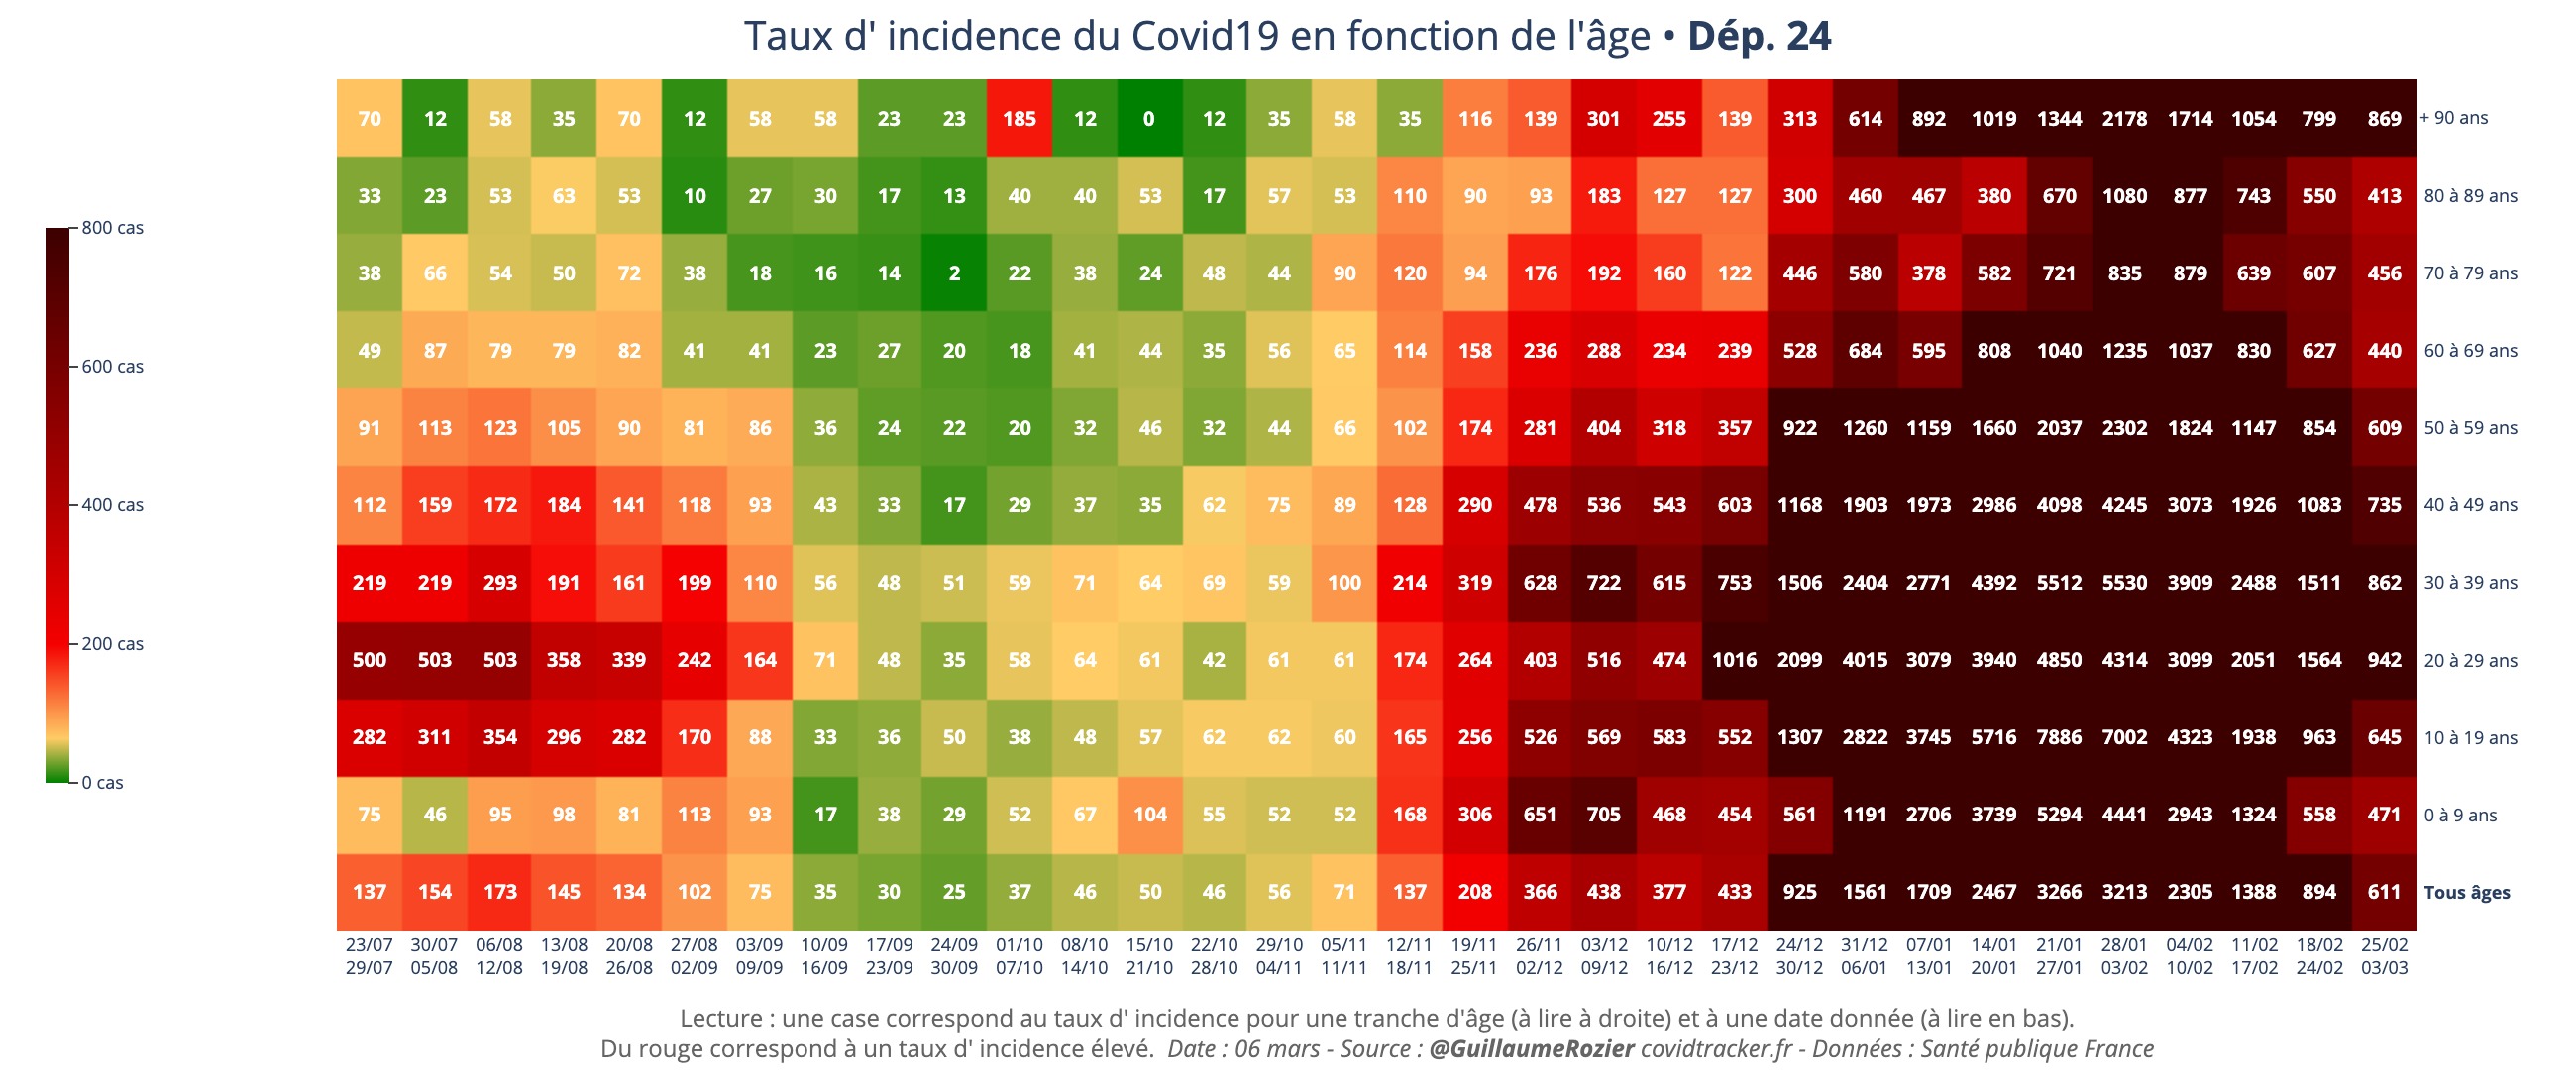 Taux d' incidence du Covid19 en fonction de l'âge • Dép. 24
70 12 58 35 70 12 58 58 23 23 185 12 0 12 35 58 35 116 139 301 255 139 313 614 892 1019 1344 2178 1714 1054 799 869 + 90 ans
33 23 53 63 53 10 27 30 17 13 40 40 53 17 57 53 110 90 93 183 127 127 300 460 467 380 670 1080 877 743 550 413 80 à 89 ans
800 cas
38 66 54 50 72 38 18 16 14 2 22 38 24 48 44 90 120 94 176 192 160 122 446 580 378 582 721 835 879 639 607 456 70 à 79 ans
49 87 79 79 82 41 41 23 27 20 18 41 44 35 56 65 114 158 236 288 234 239 528 684 595 808 1040 1235 1037 830 627 440 60 à 69 ans
600 cas
91 113 123 105 90 81 86 36 24 22 20 32 46 32 44 66 102 174 281 404 318 357 922 1260 1159 1660 2037 2302 1824 1147 854 609 50 à 59 ans
400 cas
112 159 172 184 141 118 93 43 33 17 29 37 35 62 75 89 128 290 478 536 543 603 1168 1903 1973 2986 4098 4245 3073 1926 1083 735 40 à 49 ans
219 219 293 191 161 199 110 56 48 51 59 71 64 69 59 100 214 319 628 722 615 753 1506 2404 2771 4392 5512 5530 3909 2488 1511 862 30 à 39 ans
200 cas
500 503 503 358 339 242 164 71 48 35 58 64 61 42 61 61 174 264 403 516 474 1016 2099 4015 3079 3940 4850 4314 3099 2051 1564 942 20 à 29 ans
282 311 354 296 282 170 88 33 36 50 38 48 57 62 62 60 165 256 526 569 583 552 1307 2822 3745 5716 7886 7002 4323 1938 963 645 10 à 19 ans
0 cas
75 46 95 98 81 113 93 17 38 29 52 67 104 55 52 52 168 306 651 705 468 454 561 1191 2706 3739 5294 4441 2943 1324 558 471 0 à 9 ans
137 154 173 145 134 102 75 35 30 25 37 46 50 46 56 71 137 208 366 438 377 433 925 1561 1709 2467 3266 3213 2305 1388 894 611 Tous âges
23/07 30/07 06/08 13/08 20/08 27/08 03/09 10/09 17/09 24/09 01/10 08/10 15/10 22/10 29/10 05/11 12/11 19/11 26/11 03/12 10/12 17/12 24/12 31/12 07/01 14/01 21/01 28/01 04/02 11/02 18/02 25/02
29/07 05/08 12/08 19/08 26/08 02/09 09/09 16/09 23/09 30/09 07/10 14/10 21/10 28/10 04/11 11/11 18/11 25/11 02/12 09/12 16/12 23/12 30/12 06/01 13/01 20/01 27/01 03/02 10/02 17/02 24/02 03/03
Lecture : une case correspond au taux d' incidence pour une tranche d'âge (à lire à droite) et à une date donnée (à lire en bas).
Du rouge correspond à un taux d' incidence élevé. Date : 06 mars - Source : @GuillaumeRozier covidtracker.fr - Données : Santé publique France